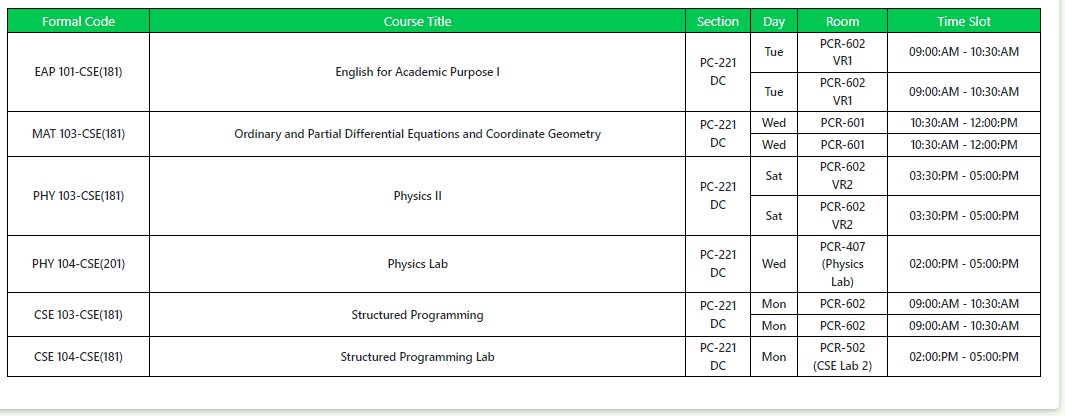 Formal Code Course Title Section Day Room Time Slot
EAP 101-CSE(181) English for Academic Purpose I PC-221 DC Tue PCR-602 VR1 09:00:AM - 10:30:AM
Tue PCR-602 VR1 09:00:AM - 10:30:AM
MAT 103-CSE(181) Ordinary and Partial Differential Equations and Coordinate Geometry PC-221 DC Wed PCR-601 10:30:AM - 12:00:PM
Wed PCR-601 10:30:AM - 12:00:PM
PHY 103-CSE(181) Physics II PC-221 DC Sat PCR-602 VR2 03:30:PM - 05:00:PM
Sat PCR-602 VR2 03:30:PM - 05:00:PM
PHY 104-CSE(201) Physics Lab PC-221 DC Wed PCR-407 (Physics Lab) 02:00:PM - 05:00:PM
CSE 103-CSE(181) Structured Programming PC-221 DC Mon PCR-602 09:00:AM - 10:30:AM
Mon PCR-602 09:00:AM - 10:30:AM
CSE 104-CSE(181) Structured Programming Lab PC-221 DC Mon PCR-502 (CSE Lab 2) 02:00:PM - 05:00:PM